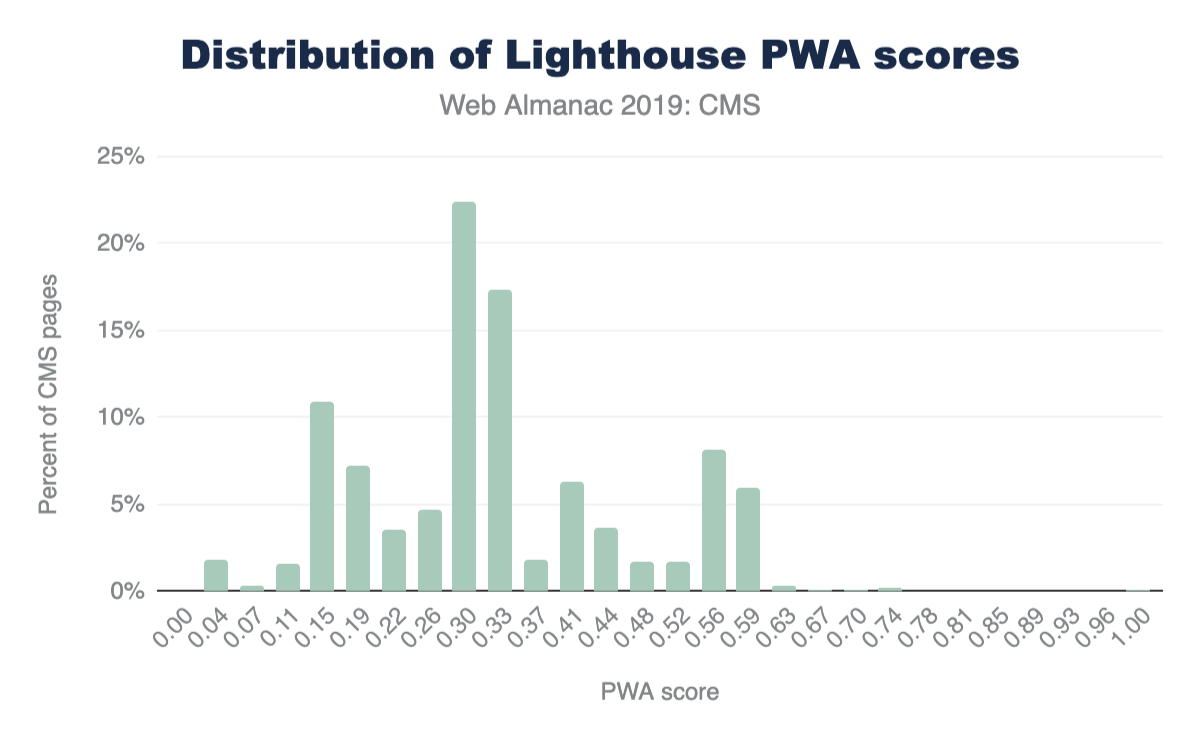 Distribution of Lighthouse PWA scores
Web Almanac 2019: CMS
25%
20%
15%
10%
5%
0%
Percent of CMS pages
0.00 0.04 0.07 0.11 0.15 0.19 0.22 0.26 0.30 0.33 0.37 0.41 0.44 0.48 0.52 0.56 0.59 0.63 0.67 0.70 0.74 0.78 0.81 0.85 0.89 0.93 0.96 1.00
PWA score